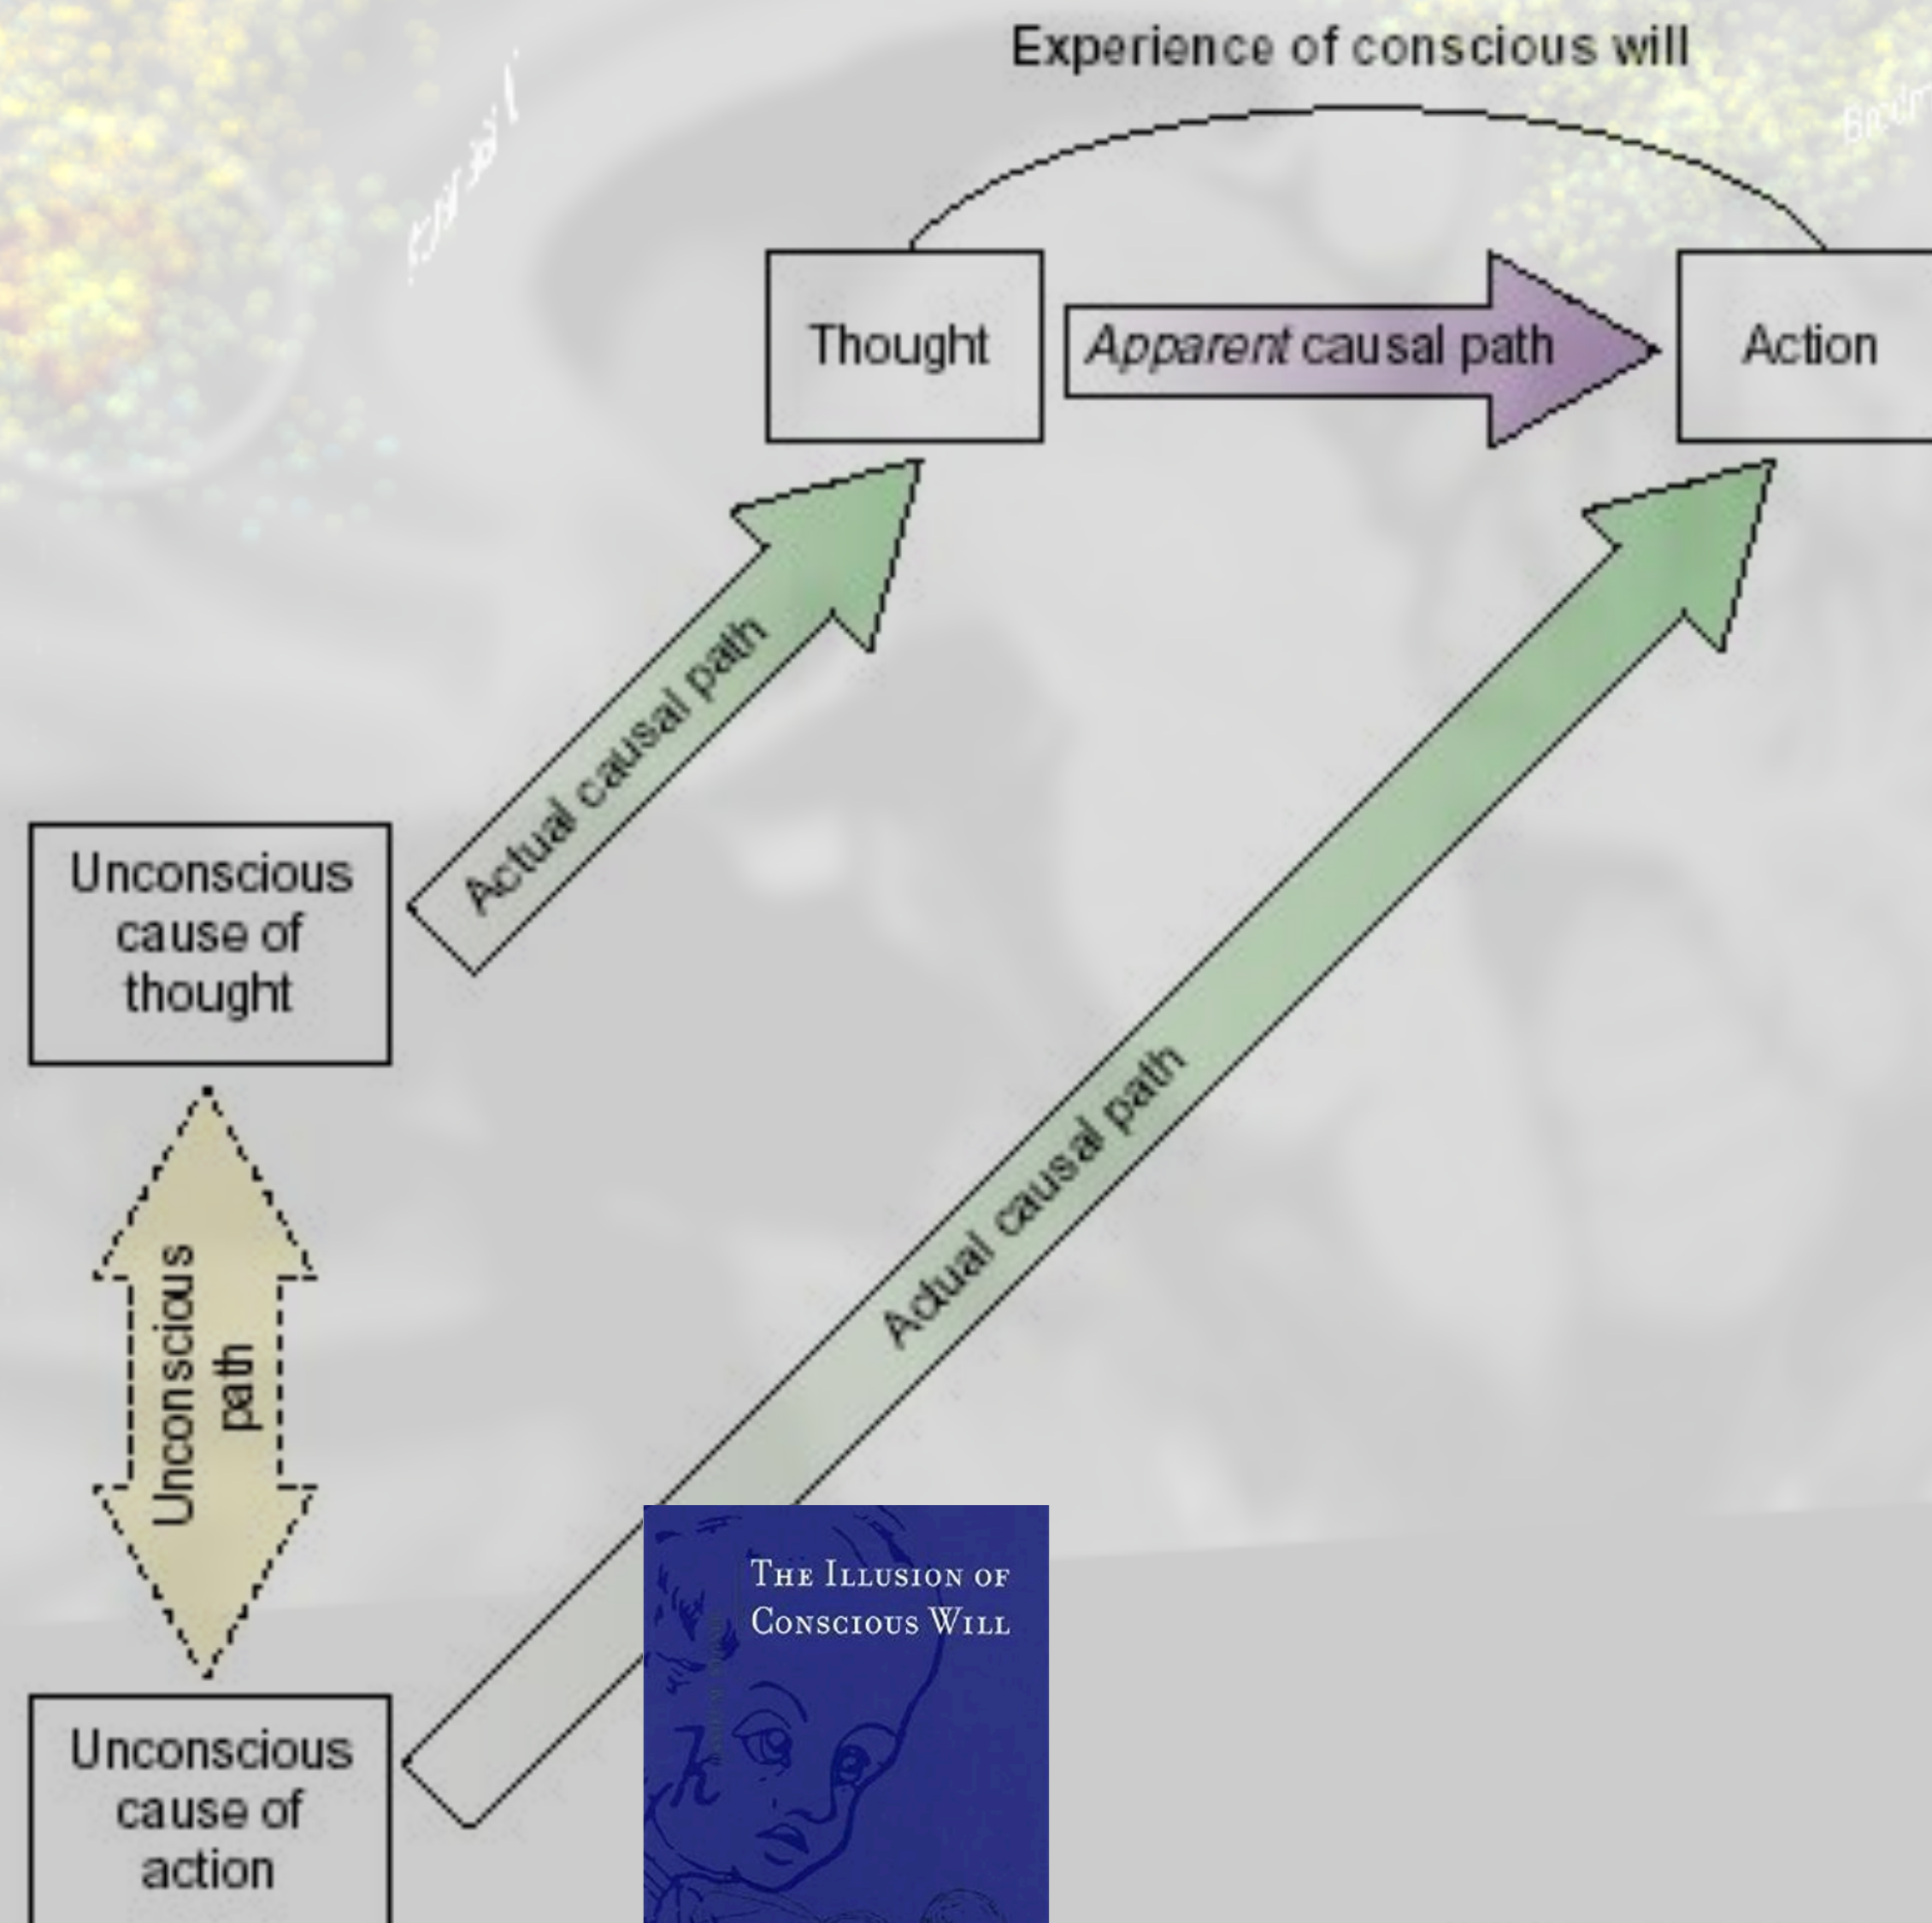 Experience of conscious will
Thought
Apparent causal path
Action
Actual causal path
Unconscious
cause of
thought
Actual causal path
Unconscious
path
Unconscious
cause of
action
THE ILLUSION OF
CONSCIOUS WILL